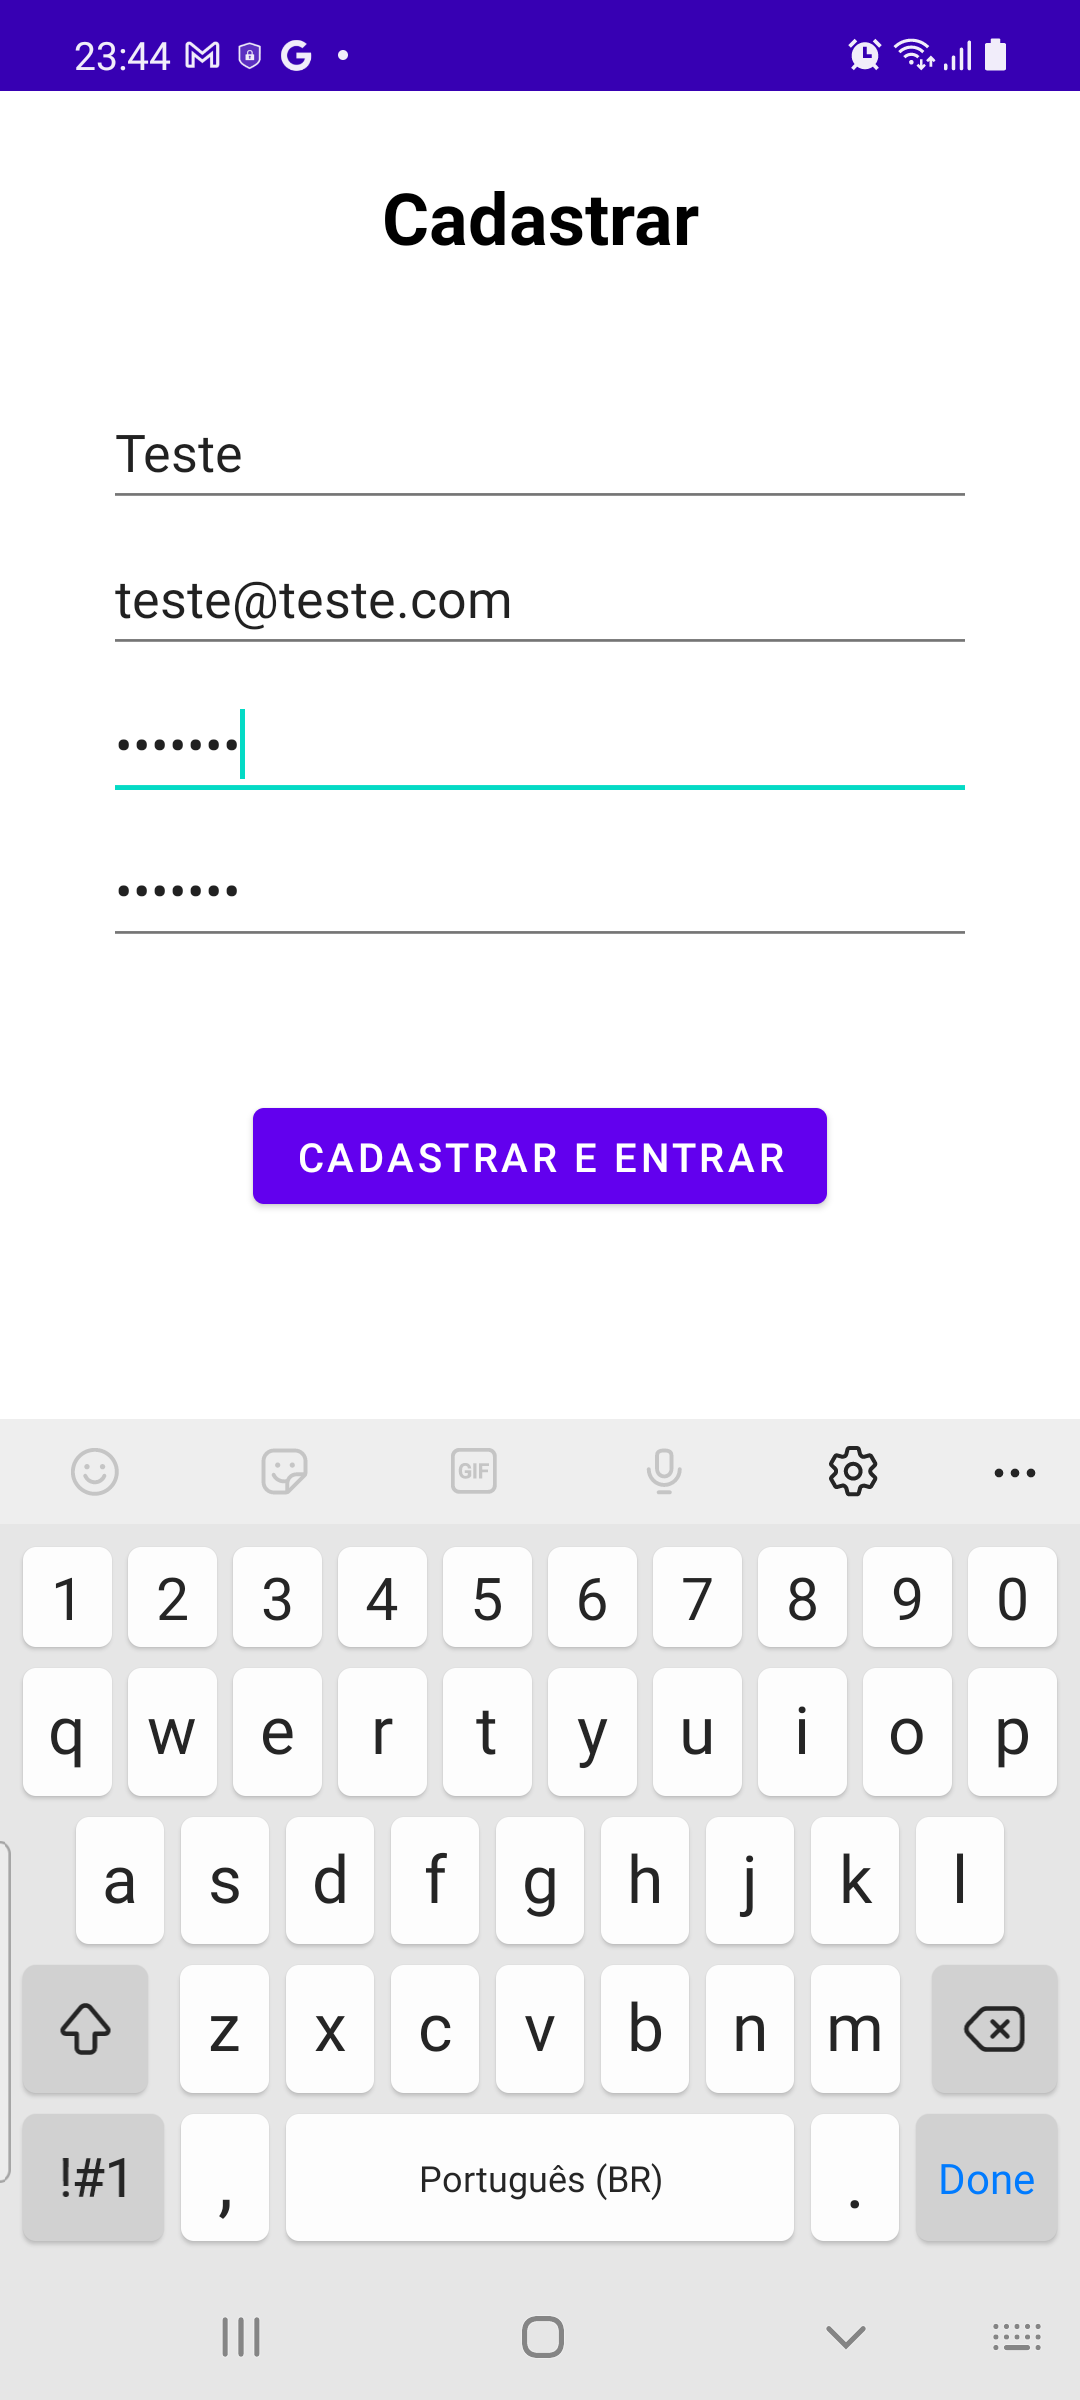 23:44
Cadastrar
Teste
teste@teste.com
•••••••
•••••••
CADASTRAR E ENTRAR
GIF
1 2 3 4 5 6 7 8 9 0
q w e r t y u i o p
a s d f g h j k l
z x c v b n m
!#1 , Português (BR) . Done